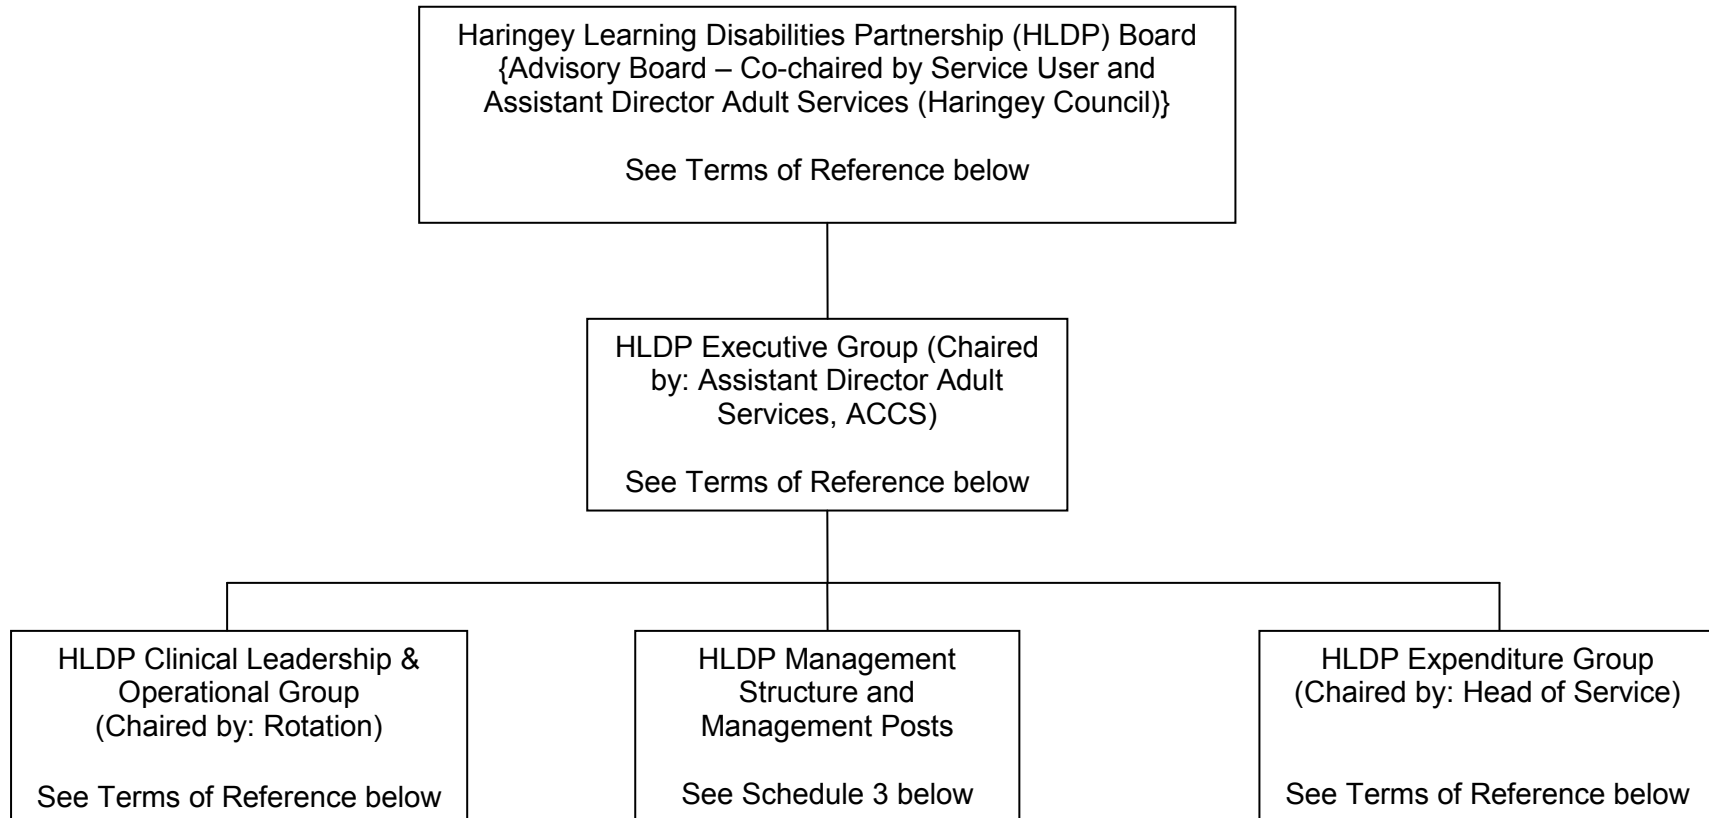 Haringey Learning Disabilities Partnership (HLDP) Board
{Advisory Board – Co-chaired by Service User and
Assistant Director Adult Services (Haringey Council)}
See Terms of Reference below
HLDP Executive Group (Chaired
by: Assistant Director Adult
Services, ACCS)
See Terms of Reference below
HLDP Clinical Leadership &
Operational Group
(Chaired by: Rotation)
See Terms of Reference below
HLDP Management
Structure and
Management Posts
See Schedule 3 below
HLDP Expenditure Group
(Chaired by: Head of Service)
See Terms of Reference below